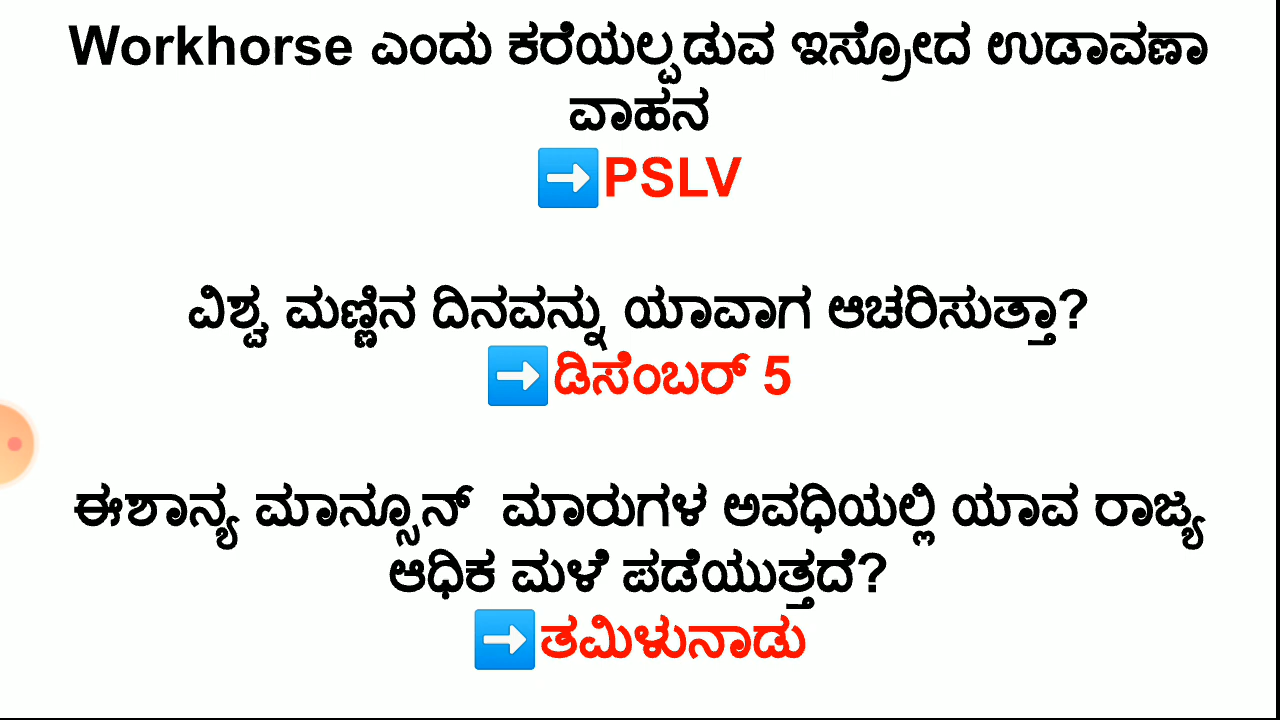 Workhorse ಎಂದು ಕರೆಯಲ್ಪಡುವ ಇಸ್ರೋದ ಉಡಾವಣಾ
ವಾಹನ
➡️PSLV
ವಿಶ್ವ ಮಣ್ಣಿನ ದಿನವನ್ನು ಯಾವಾಗ ಆಚರಿಸುತ್ತಾ?
➡️ಡಿಸೆಂಬರ್ 5
ಈಶಾನ್ಯ ಮಾನ್ಸೂನ್ ಮಾರುಗಳ ಅವಧಿಯಲ್ಲಿ ಯಾವ ರಾಜ್ಯ
ಆಧಿಕ ಮಳೆ ಪಡೆಯುತ್ತದೆ?
➡️ತಮಿಳುನಾಡು